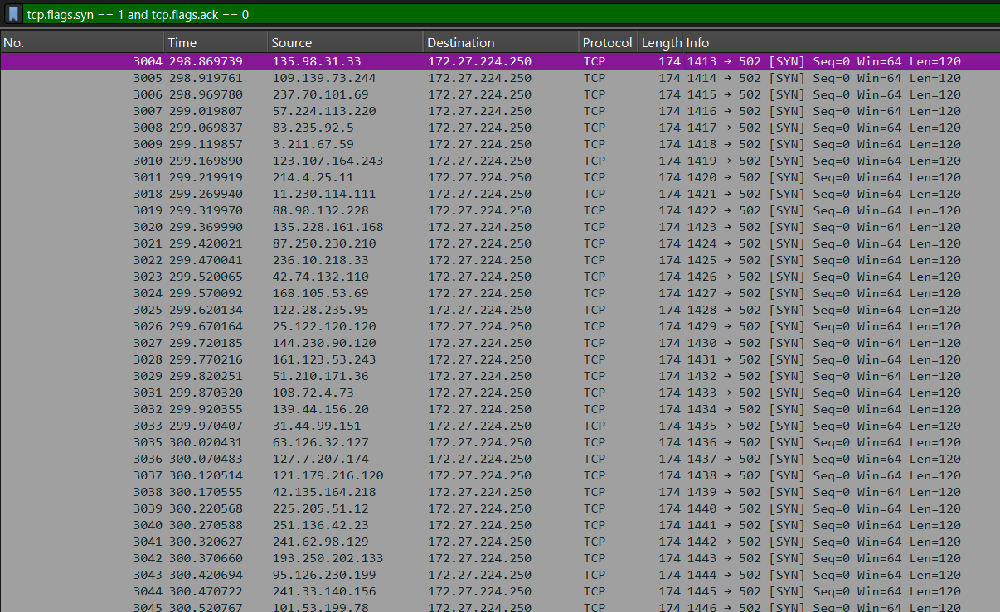 tcp.flags.syn == 1 and tcp.flags.ack == 0
No. Time Source Destination Protocol Length Info
3004 298.869739 135.98.31.33 172.27.224.250 TCP 174 1413 → 502 [SYN] Seq=0 Win=64 Len=120
3005 298.919761 109.139.73.244 172.27.224.250 TCP 174 1414 → 502 [SYN] Seq=0 Win=64 Len=120
3006 298.969780 237.70.101.69 172.27.224.250 TCP 174 1415 → 502 [SYN] Seq=0 Win=64 Len=120
3007 299.019807 57.224.113.220 172.27.224.250 TCP 174 1416 → 502 [SYN] Seq=0 Win=64 Len=120
3008 299.069837 83.235.92.5 172.27.224.250 TCP 174 1417 → 502 [SYN] Seq=0 Win=64 Len=120
3009 299.119857 3.211.67.59 172.27.224.250 TCP 174 1418 → 502 [SYN] Seq=0 Win=64 Len=120
3010 299.169890 123.107.164.243 172.27.224.250 TCP 174 1419 → 502 [SYN] Seq=0 Win=64 Len=120
3011 299.219919 214.4.25.11 172.27.224.250 TCP 174 1420 → 502 [SYN] Seq=0 Win=64 Len=120
3018 299.269940 11.230.114.111 172.27.224.250 TCP 174 1421 → 502 [SYN] Seq=0 Win=64 Len=120
3019 299.319970 88.90.132.228 172.27.224.250 TCP 174 1422 → 502 [SYN] Seq=0 Win=64 Len=120
3020 299.369990 135.228.161.168 172.27.224.250 TCP 174 1423 → 502 [SYN] Seq=0 Win=64 Len=120
3021 299.420021 87.250.230.210 172.27.224.250 TCP 174 1424 → 502 [SYN] Seq=0 Win=64 Len=120
3022 299.470041 236.10.218.33 172.27.224.250 TCP 174 1425 → 502 [SYN] Seq=0 Win=64 Len=120
3023 299.520065 42.74.132.110 172.27.224.250 TCP 174 1426 → 502 [SYN] Seq=0 Win=64 Len=120
3024 299.570092 168.105.53.69 172.27.224.250 TCP 174 1427 → 502 [SYN] Seq=0 Win=64 Len=120
3025 299.620134 122.28.235.95 172.27.224.250 TCP 174 1428 → 502 [SYN] Seq=0 Win=64 Len=120
3026 299.670164 25.122.120.120 172.27.224.250 TCP 174 1429 → 502 [SYN] Seq=0 Win=64 Len=120
3027 299.720185 144.230.90.120 172.27.224.250 TCP 174 1430 → 502 [SYN] Seq=0 Win=64 Len=120
3028 299.770216 161.123.53.243 172.27.224.250 TCP 174 1431 → 502 [SYN] Seq=0 Win=64 Len=120
3029 299.820251 51.210.171.36 172.27.224.250 TCP 174 1432 → 502 [SYN] Seq=0 Win=64 Len=120
3031 299.870320 108.72.4.73 172.27.224.250 TCP 174 1433 → 502 [SYN] Seq=0 Win=64 Len=120
3032 299.920355 139.44.156.20 172.27.224.250 TCP 174 1434 → 502 [SYN] Seq=0 Win=64 Len=120
3033 299.970407 31.44.99.151 172.27.224.250 TCP 174 1435 → 502 [SYN] Seq=0 Win=64 Len=120
3035 300.020431 63.126.32.127 172.27.224.250 TCP 174 1436 → 502 [SYN] Seq=0 Win=64 Len=120
3036 300.070483 127.7.207.174 172.27.224.250 TCP 174 1437 → 502 [SYN] Seq=0 Win=64 Len=120
3037 300.120514 121.179.216.120 172.27.224.250 TCP 174 1438 → 502 [SYN] Seq=0 Win=64 Len=120
3038 300.170555 42.135.164.218 172.27.224.250 TCP 174 1439 → 502 [SYN] Seq=0 Win=64 Len=120
3039 300.220568 225.205.51.12 172.27.224.250 TCP 174 1440 → 502 [SYN] Seq=0 Win=64 Len=120
3040 300.270588 251.136.42.23 172.27.224.250 TCP 174 1441 → 502 [SYN] Seq=0 Win=64 Len=120
3041 300.320627 241.62.98.129 172.27.224.250 TCP 174 1442 → 502 [SYN] Seq=0 Win=64 Len=120
3042 300.370660 193.250.202.133 172.27.224.250 TCP 174 1443 → 502 [SYN] Seq=0 Win=64 Len=120
3043 300.420694 95.126.230.199 172.27.224.250 TCP 174 1444 → 502 [SYN] Seq=0 Win=64 Len=120
3044 300.470722 241.33.140.156 172.27.224.250 TCP 174 1445 → 502 [SYN] Seq=0 Win=64 Len=120
3045 300.520767 101.53.199.78 172.27.224.250 TCP 174 1446 → 502 [SYN] Seq=0 Win=64 Len=120